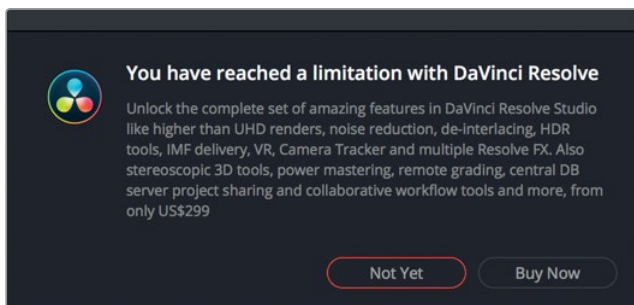 You have reached a limitation with DaVinci Resolve
Unlock the complete set of amazing features in DaVinci Resolve Studio
like higher than UHD renders, noise reduction, de-interlacing, HDR
tools, IMF delivery, VR, Camera Tracker and multiple Resolve FX. Also
stereoscopic 3D tools, power mastering, remote grading, central DB
server project sharing and collaborative workflow tools and more, from
only US$299
Not Yet
Buy Now